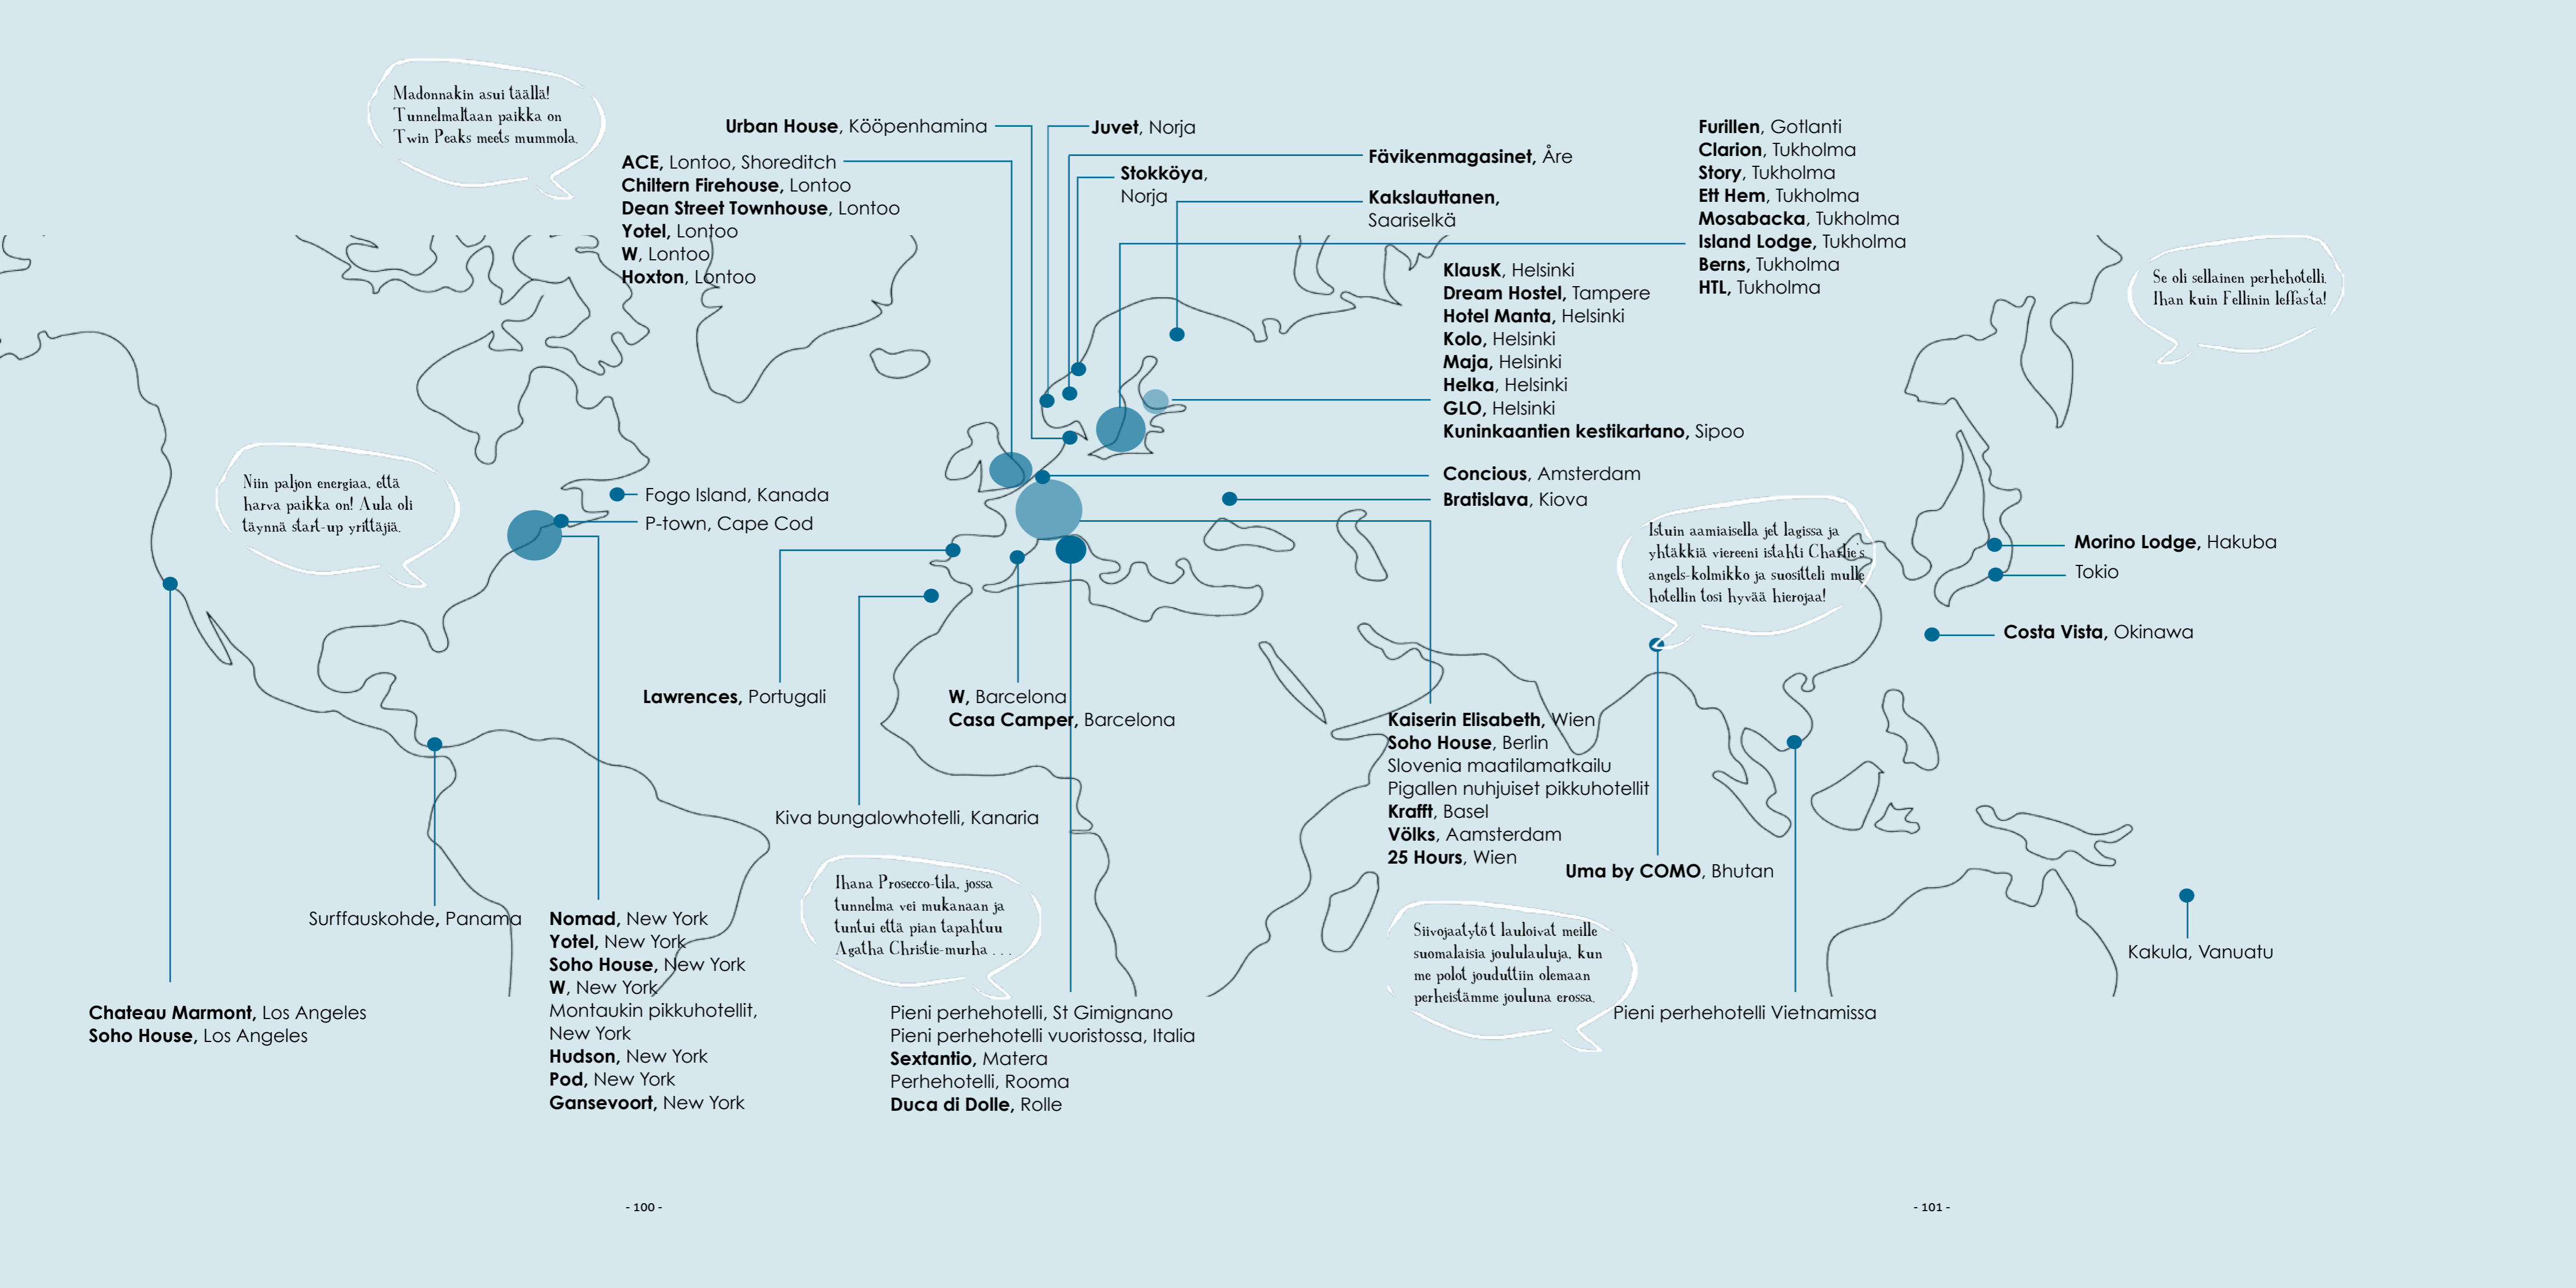 Madonnakin asui täällä!
Tunnelmaltaan paikka on
Twin Peaks meets mummola.
Urban House, Kööpenhamina
ACE, Lontoo, Shoreditch
Chiltern Firehouse, Lontoo
Dean Street Townhouse, Lontoo
Yotel, Lontoo
W, Lontoo
Hoxton, Lontoo
Juvet, Norja
Stokköya,
Norja
Fävikenmagasinet, Åre
Kakslauttanen,
Saariselkä
Furillen, Gotlanti
Clarion, Tukholma
Story, Tukholma
Ett Hem, Tukholma
Mosabacka, Tukholma
Island Lodge, Tukholma
Berns, Tukholma
HTL, Tukholma
KlausK, Helsinki
Dream Hostel, Tampere
Hotel Manta, Helsinki
Kolo, Helsinki
Maja, Helsinki
Helka, Helsinki
GLO, Helsinki
Kuninkaantien kestikartano, Sipoo
Se oli sellainen perhehotelli.
Ihan kuin Fellinin leffasta!
Concious, Amsterdam
Bratislava, Kiova
Niin paljon energiaa, että
harva paikka on! Aula oli
täynnä start-up yrittäjiä.
Fogo Island, Kanada
P-town, Cape Cod
Istuin aamiaisella jet lagissa ja
yhtäkkiä viereeni istahti Charlie's
angels-kolmikko ja suositteli mulle
hotellin tosi hyvää hierojaa!
Morino Lodge, Hakuba
Tokio
Costa Vista, Okinawa
Lawrences, Portugali
W, Barcelona
Casa Camper, Barcelona
Kaiserin Elisabeth, Wien
Soho House, Berlin
Slovenia maatilamatkailu
Pigallen nuhjuiset pikkuhotellit
Krafft, Basel
Völks, Aamsterdam
25 Hours, Wien
Kiva bungalowhotelli, Kanaria
Uma by COMO, Bhutan
Ihana Prosecco-tila, jossa
tunnelma vei mukanaan ja
tuntui että pian tapahtuu
Agatha Christie-murha . . .
Surffauskohde, Panama
Nomad, New York
Yotel, New York
Soho House, New York
W, New York
Montaukin pikkuhotellit,
New York
Hudson, New York
Pod, New York
Gansevoort, New York
Siivojaatytöt lauloivat meille
suomalaisia joululauluja, kun
me polot jouduttiin olemaan
perheistämme jouluna erossa.
Kakula, Vanuatu
Chateau Marmont, Los Angeles
Soho House, Los Angeles
Pieni perhehotelli, St Gimignano
Pieni perhehotelli vuoristossa, Italia
Sextantio, Matera
Perhehotelli, Rooma
Duca di Dolle, Rolle
Pieni perhehotelli Vietnamissa
- 100 -
- 101 -